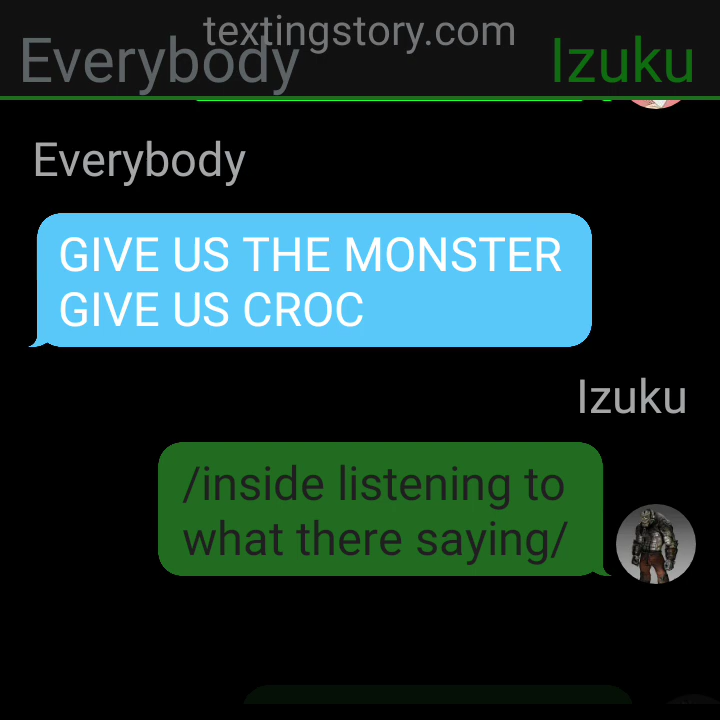 textingstory.com
Everybody
Izuku
Everybody
GIVE US THE MONSTER
GIVE US CROC
Izuku
/inside listening to
what there saying/